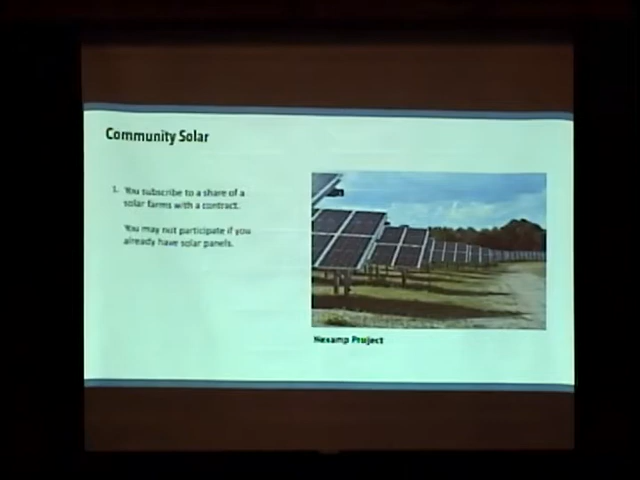 Community Solar
1. You subscribe to a share of a
solar farms with a contract.
You may not participate if you
already have solar panels.
Nexamp Project